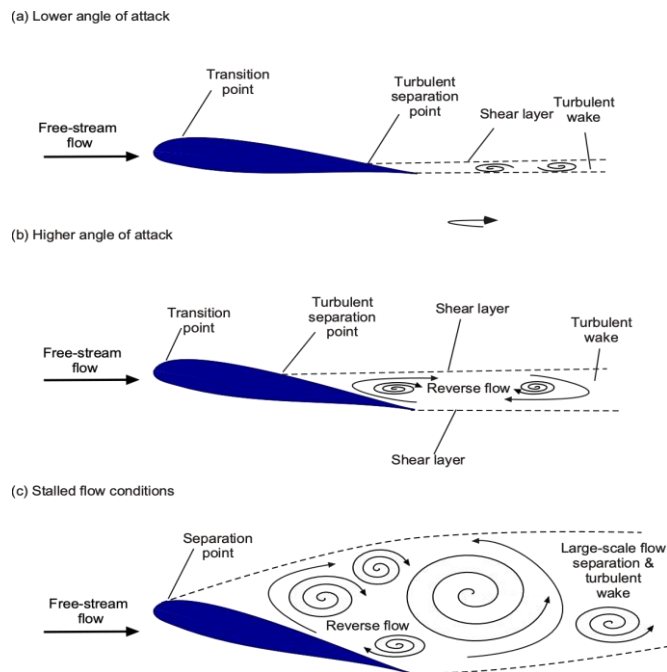 (a) Lower angle of attack
Transition
point
Turbulent
separation
point
Shear layer
Turbulent
wake
Free-stream
flow
(b) Higher angle of attack
Transition
point
Turbulent
separation
point
Shear layer
Turbulent
wake
Free-stream
flow
Reverse flow
Shear layer
(c) Stalled flow conditions
Separation
point
Large-scale flow
separation &
turbulent
wake
Free-stream
flow
Reverse flow